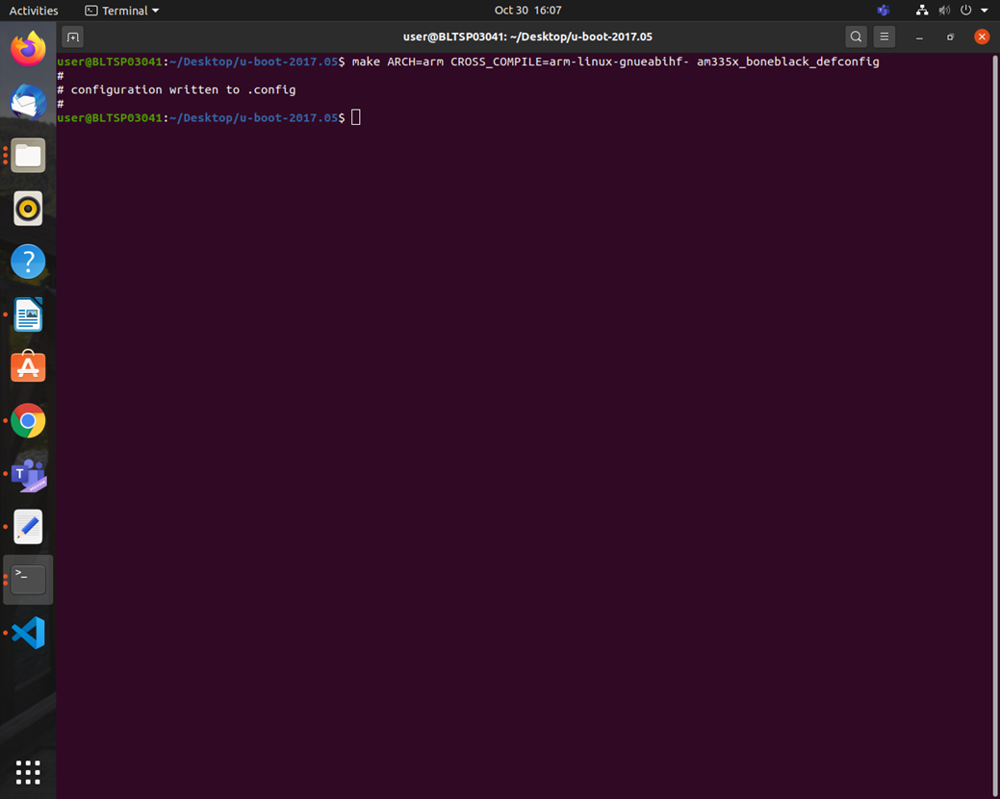 Activities
Terminal
Oct 30 16:07
user@BLTSP03041: ~/Desktop/u-boot-2017.05
user@BLTSP03041:~/Desktop/u-boot-2017.05$ make ARCH=arm CROSS_COMPILE=arm-linux-gnueabihf- am335x_boneblack_defconfig
#
# configuration written to .config
#
user@BLTSP03041:~/Desktop/u-boot-2017.05$
?
A
T
>_